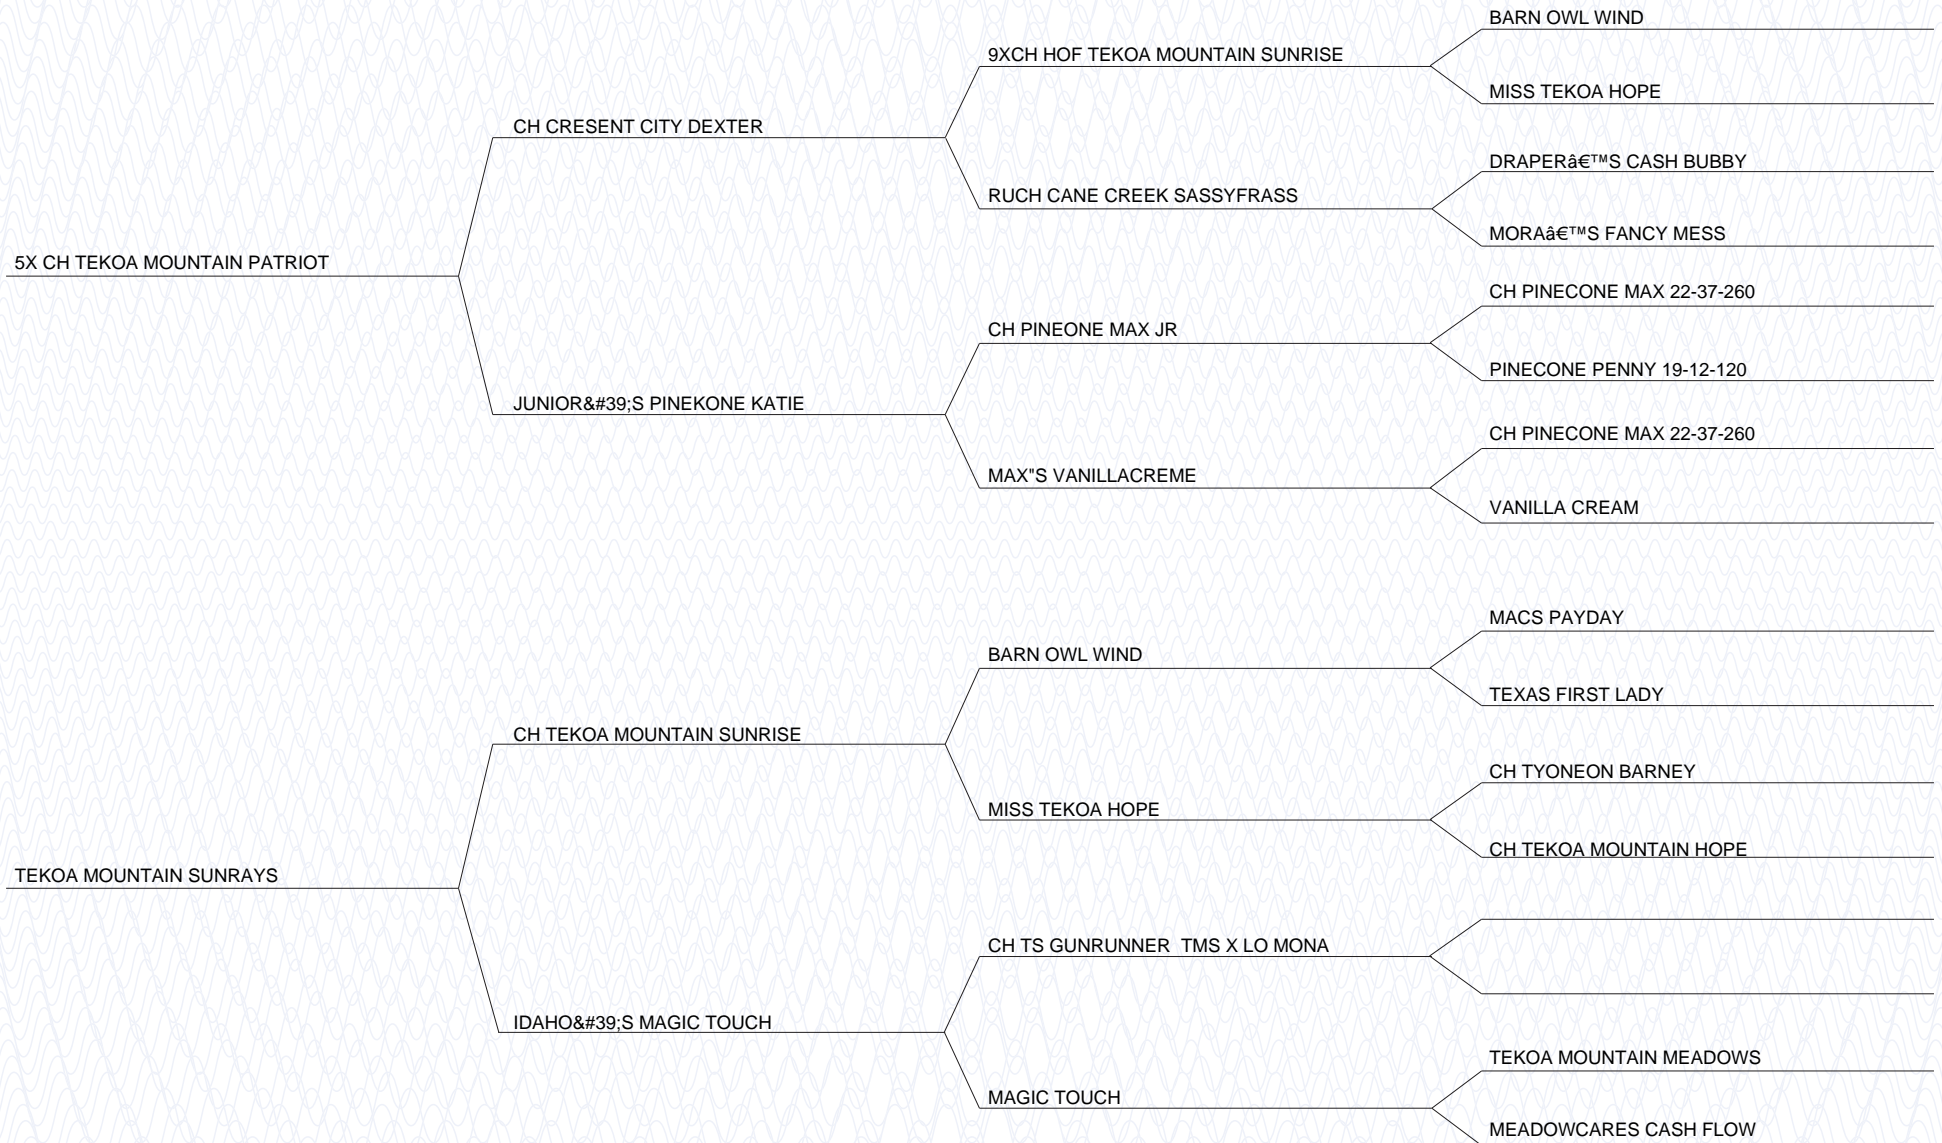 BARN OWL WIND
9XCH HOF TEKOA MOUNTAIN SUNRISE
MISS TEKOA HOPE
CH CRESENT CITY DEXTER
DRAPERâ€™S CASH BUBBY
RUCH CANE CREEK SASSYFRASS
MORAâ€™S FANCY MESS
5X CH TEKOA MOUNTAIN PATRIOT
CH PINECONE MAX 22-37-260
CH PINEONE MAX JR
PINECONE PENNY 19-12-120
JUNIOR&#39;S PINEKONE KATIE
CH PINECONE MAX 22-37-260
MAX"S VANILLACREME
VANILLA CREAM
MACS PAYDAY
BARN OWL WIND
TEXAS FIRST LADY
CH TEKOA MOUNTAIN SUNRISE
CH TYONEON BARNEY
MISS TEKOA HOPE
CH TEKOA MOUNTAIN HOPE
TEKOA MOUNTAIN SUNRAYS
CH TS GUNRUNNER  TMS X LO MONA
IDAHO&#39;S MAGIC TOUCH
TEKOA MOUNTAIN MEADOWS
MAGIC TOUCH
MEADOWCARES CASH FLOW